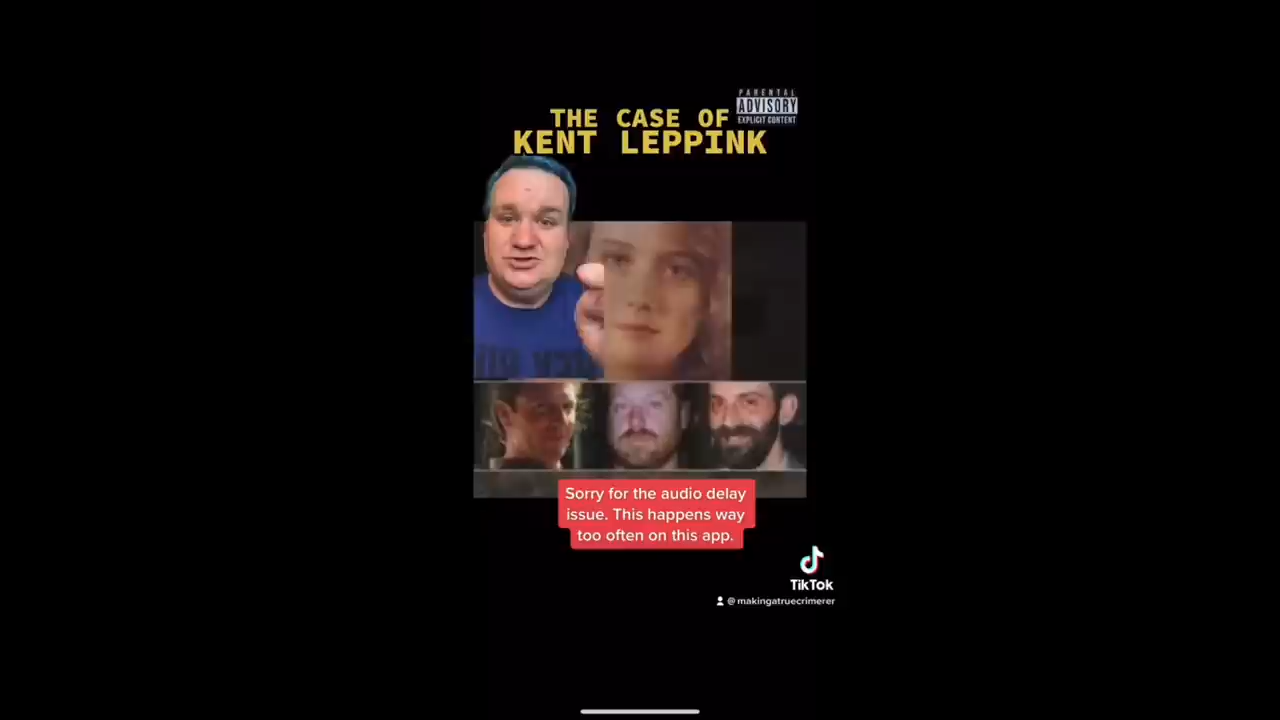 PARENTAL
ADVISORY
EXPLICIT CONTENT
THE CASE OF
KENT LEPPINK
Sorry for the audio delay
issue. This happens way
too often on this app.
TikTok
@makingatruecrimerer